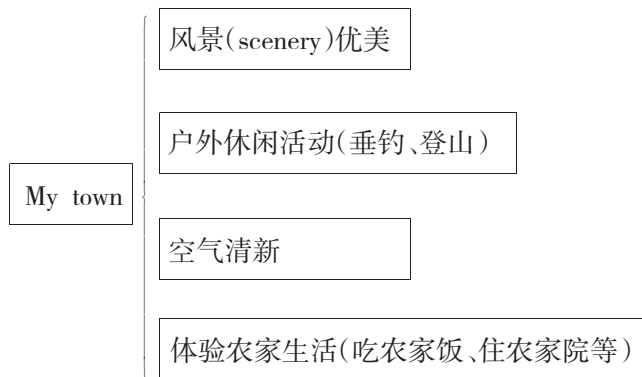 风景(scenery)优美
户外休闲活动(垂钓、登山)
My town
空气清新
体验农家生活(吃农家饭、住农家院等)